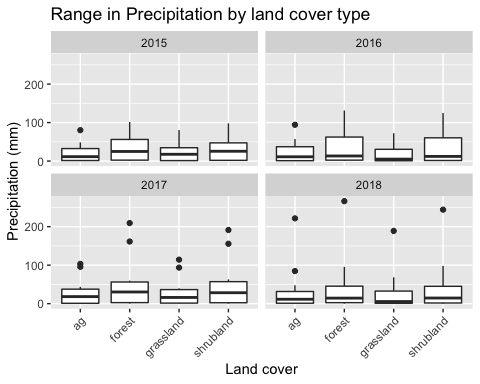 Range in Precipitation by land cover type
2015
2016
200
100
0
2017
2018
200
100
0
Precipitation (mm)
ag
forest
grassland
shrubland
ag
forest
grassland
shrubland
Land cover